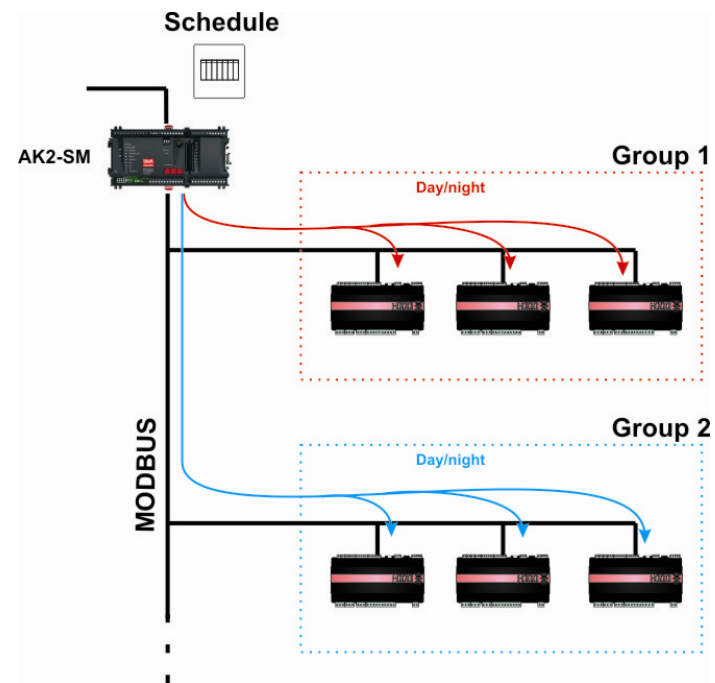 Schedule
AK2-SM
Group 1
Day/night
Group 2
Day/night
MODBUS